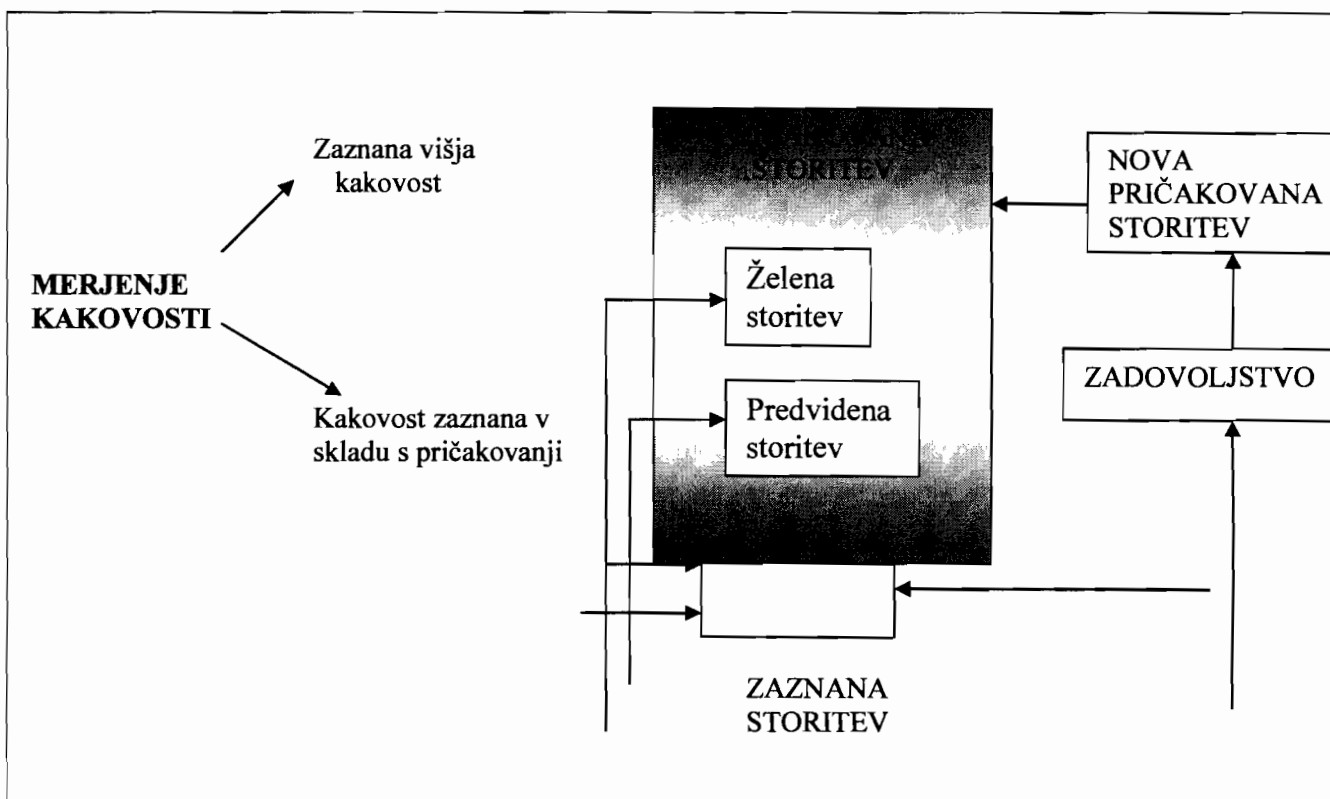 MERJENJE
KAKOVOSTI
Zaznana višja
kakovost
Kakovost zaznana v
skladu s pričakovanji
STORITEV
Želena
storitev
Predvidena
storitev
ZAZNANA
STORITEV
NOVA
PRIČAKOVANA
STORITEV
ZADOVOLJSTVO